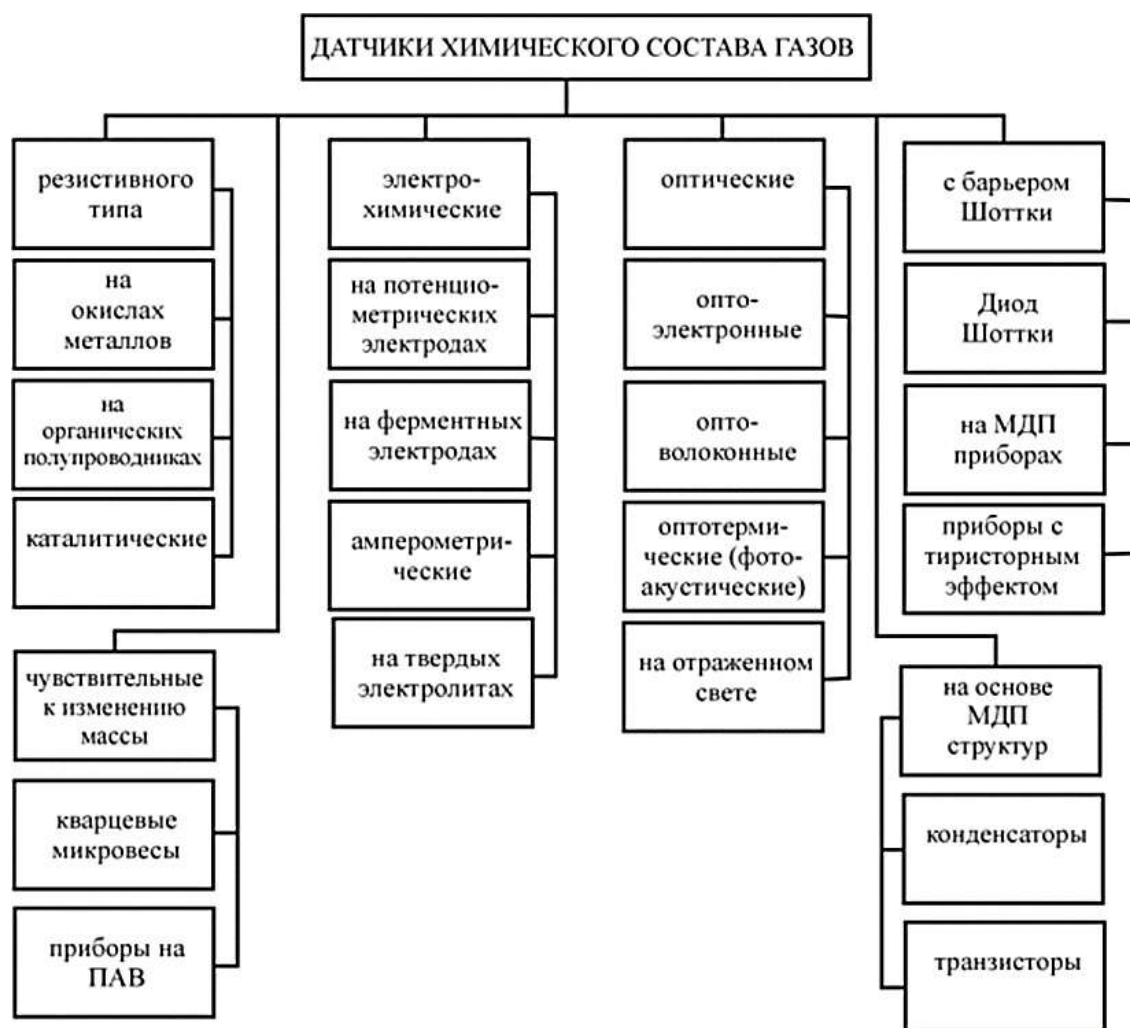 ДАТЧИКИ ХИМИЧЕСКОГО СОСТАВА ГАЗОВ
резистивного
типа
на
окислах
металлов
на
органических
полупроводниках
каталитические
чувствительные
к изменению
массы
кварцевые
микровесы
приборы на
ПАВ
электро-
химические
на потенцио-
метрических
электродах
на ферментных
электродах
амперометри-
ческие
на твердых
электролитах
оптические
опто-
электронные
опто-
волоконные
оптотерми-
ческие (фото-
акустические)
на отраженном
свете
с барьером
Шоттки
Диод
Шоттки
на МДП
приборах
приборы с
тиристорным
эффектом
на основе
МДП
структур
конденсаторы
транзисторы